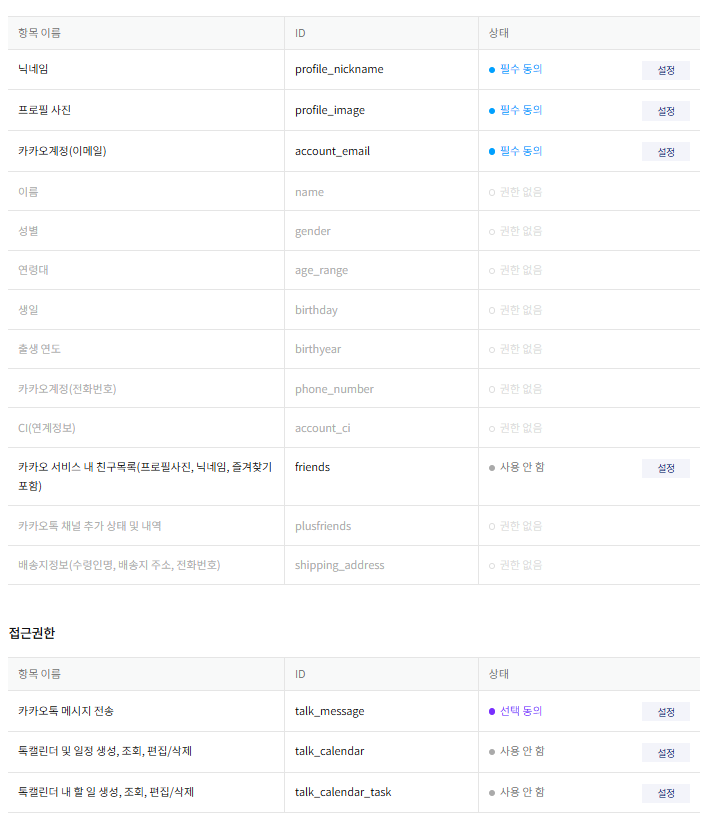 항목 이름 ID 상태
닉네임 profile_nickname 필수 동의 설정
프로필 사진 profile_image 필수 동의 설정
카카오계정(이메일) account_email 필수 동의 설정
이름 name 권한 없음
성별 gender 권한 없음
연령대 age_range 권한 없음
생일 birthday 권한 없음
출생 연도 birthyear 권한 없음
카카오계정(전화번호) phone_number 권한 없음
CI(연계정보) account_ci 권한 없음
카카오 서비스 내 친구목록(프로필사진, 닉네임, 즐겨찾기 friends 사용 안 함 설정
포함)
카카오톡 채널 추가 상태 및 내역 plusfriends 권한 없음
배송지정보(수령인명, 배송지 주소, 전화번호) shipping_address 권한 없음
접근권한
항목 이름 ID 상태
카카오톡 메시지 전송 talk_message 선택 동의 설정
톡캘린더 및 일정 생성, 조회, 편집/삭제 talk_calendar 사용 안 함 설정
톡캘린더 내 할 일 생성, 조회, 편집/삭제 talk_calendar_task 사용 안 함 설정